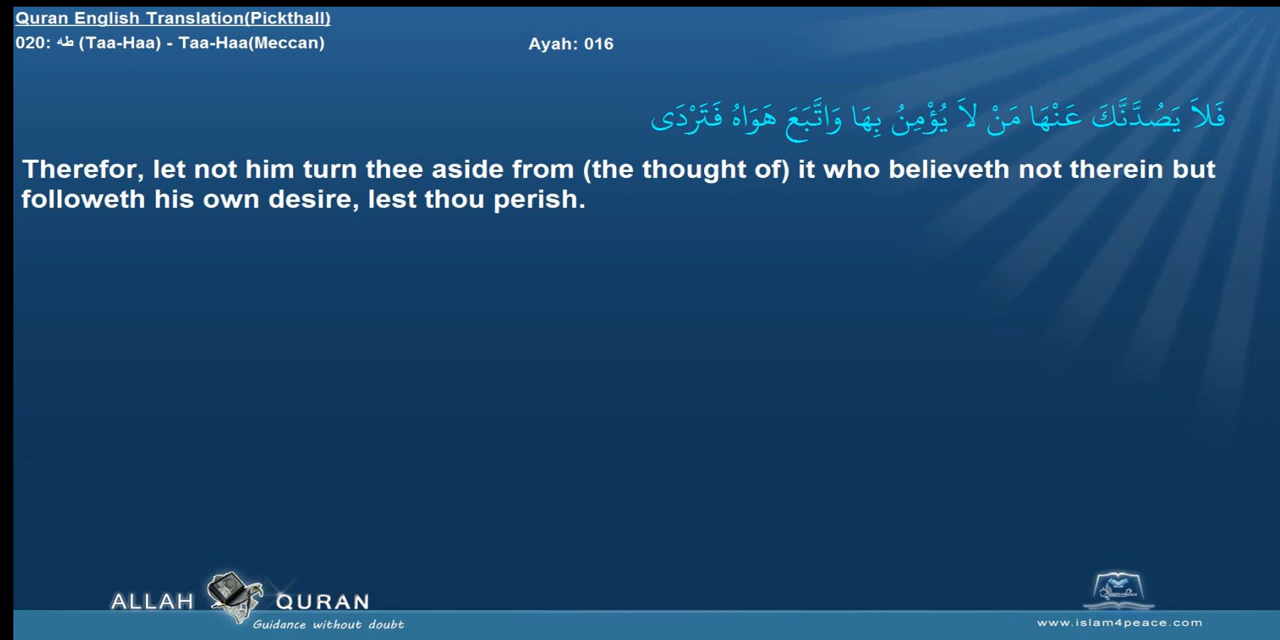 Quran English Translation(Pickthall)
020: طه (Taa-Haa) - Taa-Haa(Meccan) Ayah: 016
فَلاَ يَصُدَّنَّكَ عَنْهَا مَنْ لاَ يُؤْمِنُ بِهَا وَاتَّبَعَ هَوَاهُ فَتَرْدَى
Therefor, let not him turn thee aside from (the thought of) it who believeth not therein but
followeth his own desire, lest thou perish.
ALLAH QURAN
Guidance without doubt
www.islam4peace.com